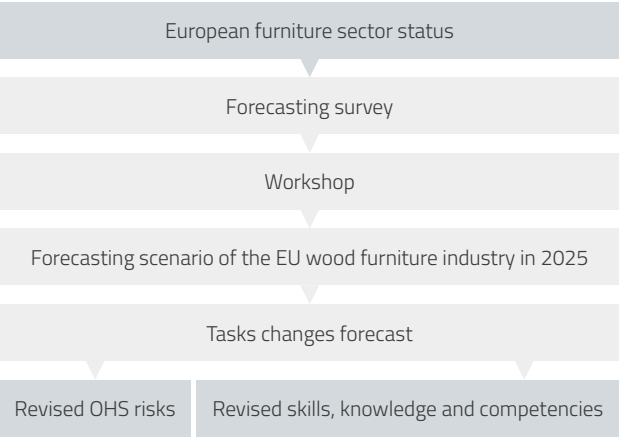 European furniture sector status
Forecasting survey
Workshop
Forecasting scenario of the EU wood furniture industry in 2025
Tasks changes forecast
Revised OHS risks
Revised skills, knowledge and competencies